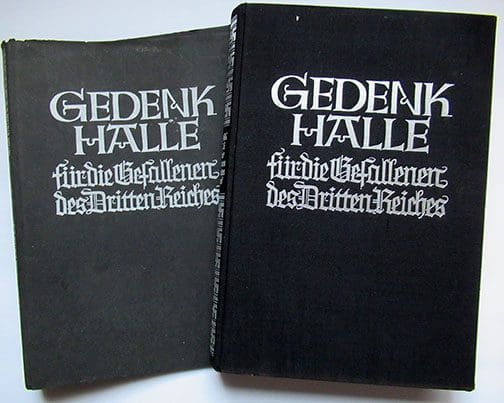 GEDENK
HALLE
für die Gefallenen
des Dritten Reiches
GEDENK
HALLE
für die Gefallenen
des Dritten Reiches